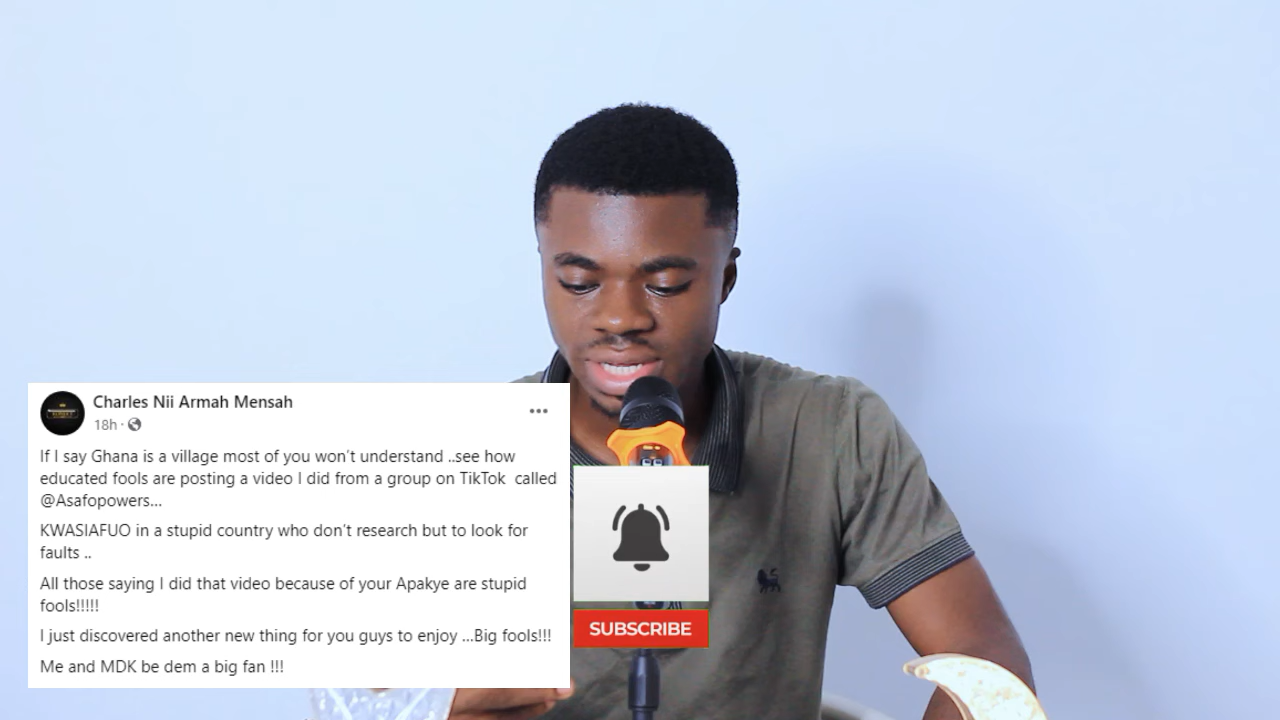 Charles Nii Armah Mensah
18h ·
If I say Ghana is a village most of you won't understand ..see how
educated fools are posting a video I did from a group on TikTok called
@Asafopowers...
KWASIAFUO in a stupid country who don't research but to look for
faults ..
All those saying I did that video because of your Apakye are stupid
fools!!!!!
I just discovered another new thing for you guys to enjoy ...Big fools!!!
Me and MDK be dem a big fan !!!
SUBSCRIBE